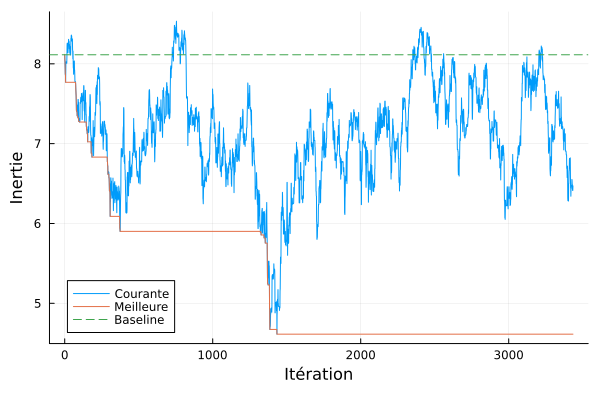 8
7
6
5
Inertie
Courante
Meilleure
Baseline
0
1000
2000
3000
Itération